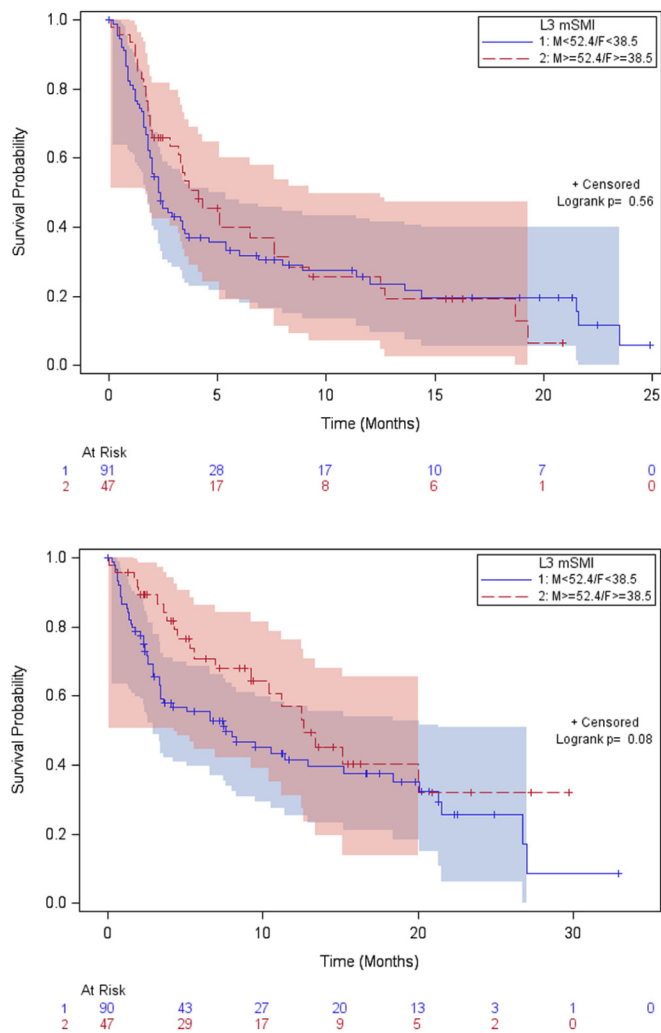 L3 mSMI
1: M<52.4/F<38.5
2: M>=52.4/F>=38.5
+ Censored
Logrank p= 0.56
Survival Probability
1.0
0.8
0.6
0.4
0.2
0.0
0 5 10 15 20 25
Time (Months)
At Risk
1 91 28 17 10 7 0
2 47 17 8 6 1 0
L3 mSMI
1: M<52.4/F<38.5
2: M>=52.4/F>=38.5
+ Censored
Logrank p= 0.08
Survival Probability
1.0
0.8
0.6
0.4
0.2
0.0
0 10 20 30
Time (Months)
At Risk
1 90 43 27 20 13 3 1 0
2 47 29 17 9 5 2 0